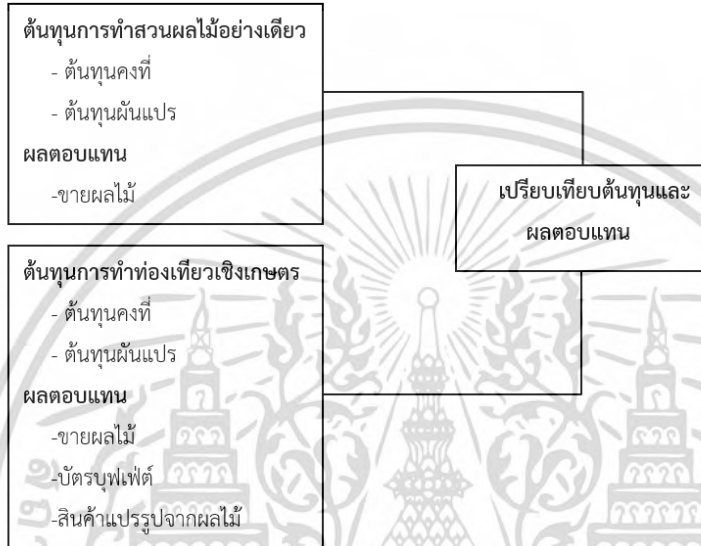 ต้นทุนการทำสวนผลไม้อย่างเดียว
- ต้นทุนคงที่
- ต้นทุนผันแปร
ผลตอบแทน
-ขายผลไม้
เปรียบเทียบต้นทุนและ
ผลตอบแทน
ต้นทุนการทำท่องเที่ยวเชิงเกษตร
- ต้นทุนคงที่
- ต้นทุนผันแปร
ผลตอบแทน
-ขายผลไม้
-บัตรบุฟเฟ่ต์
-สินค้าแปรรูปจากผลไม้